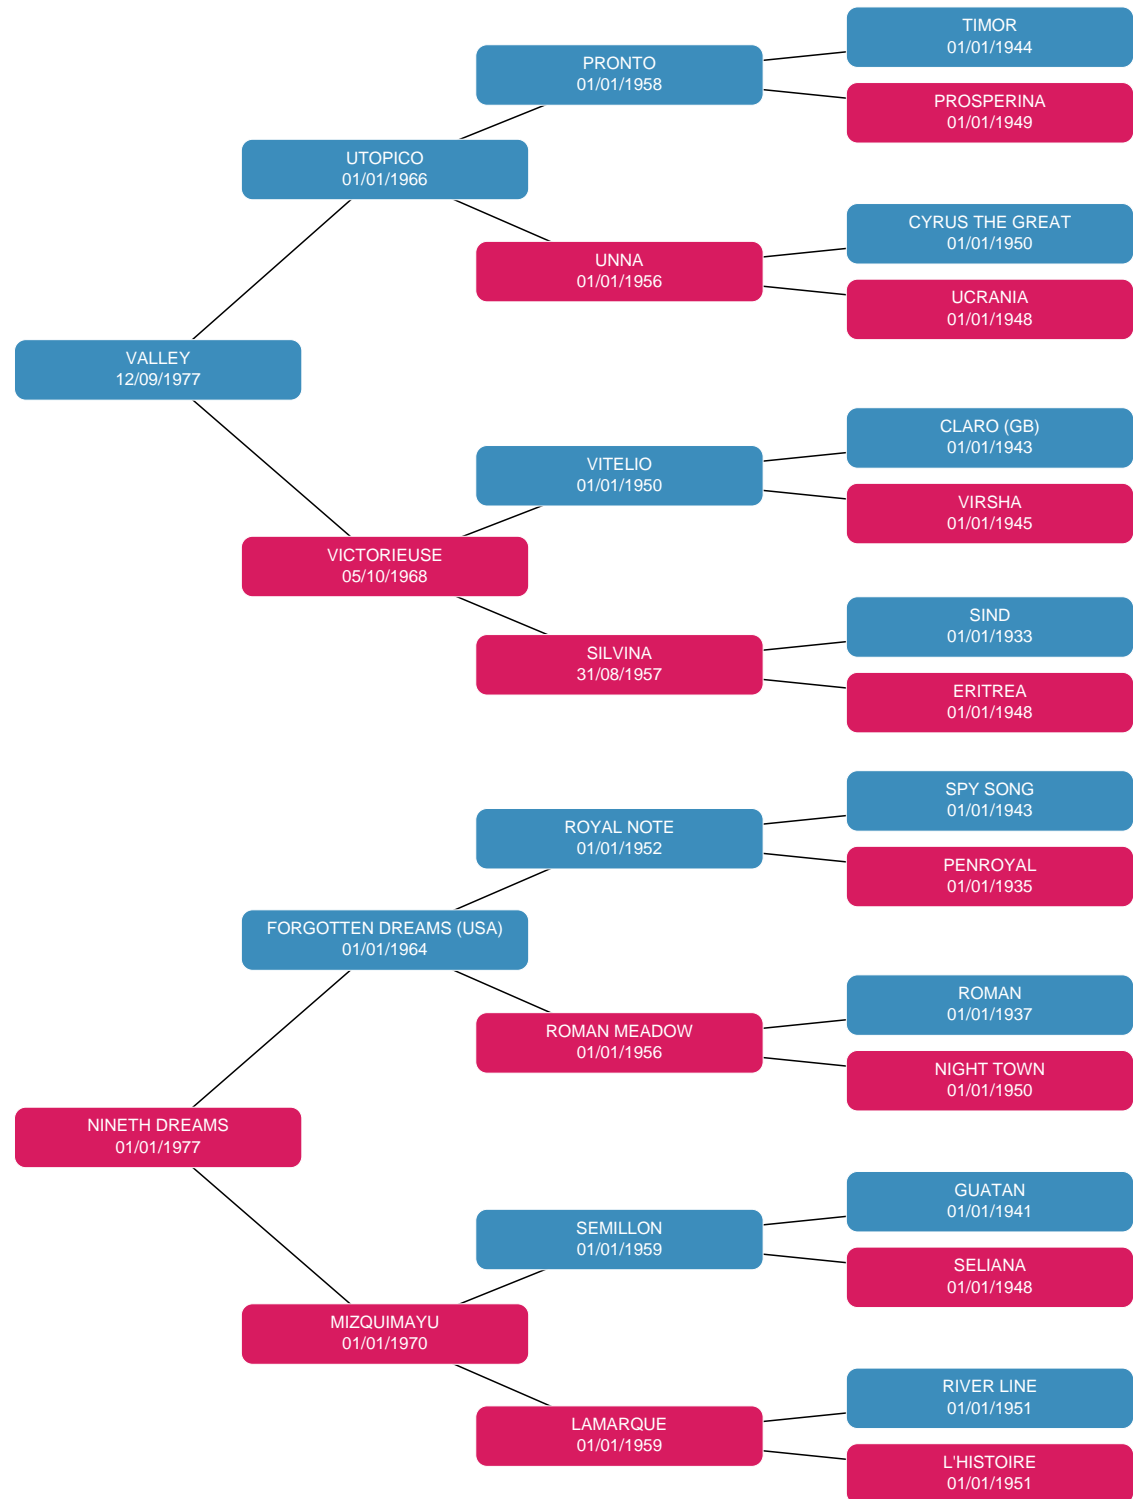 TIMOR
01/01/1944
PRONTO
01/01/1958
PROSPERINA
01/01/1949
UTOPICO
01/01/1966
CYRUS THE GREAT
01/01/1950
UNNA
01/01/1956
UCRANIA
01/01/1948
VALLEY
12/09/1977
CLARO (GB)
01/01/1943
VITELIO
01/01/1950
VIRSHA
01/01/1945
VICTORIEUSE
05/10/1968
SIND
01/01/1933
SILVINA
31/08/1957
ERITREA
01/01/1948
SPY SONG
01/01/1943
ROYAL NOTE
01/01/1952
PENROYAL
01/01/1935
FORGOTTEN DREAMS (USA)
01/01/1964
ROMAN
01/01/1937
ROMAN MEADOW
01/01/1956
NIGHT TOWN
01/01/1950
NINETH DREAMS
01/01/1977
GUATAN
01/01/1941
SEMILLON
01/01/1959
SELIANA
01/01/1948
MIZQUIMAYU
01/01/1970
RIVER LINE
01/01/1951
LAMARQUE
01/01/1959
L'HISTOIRE
01/01/1951